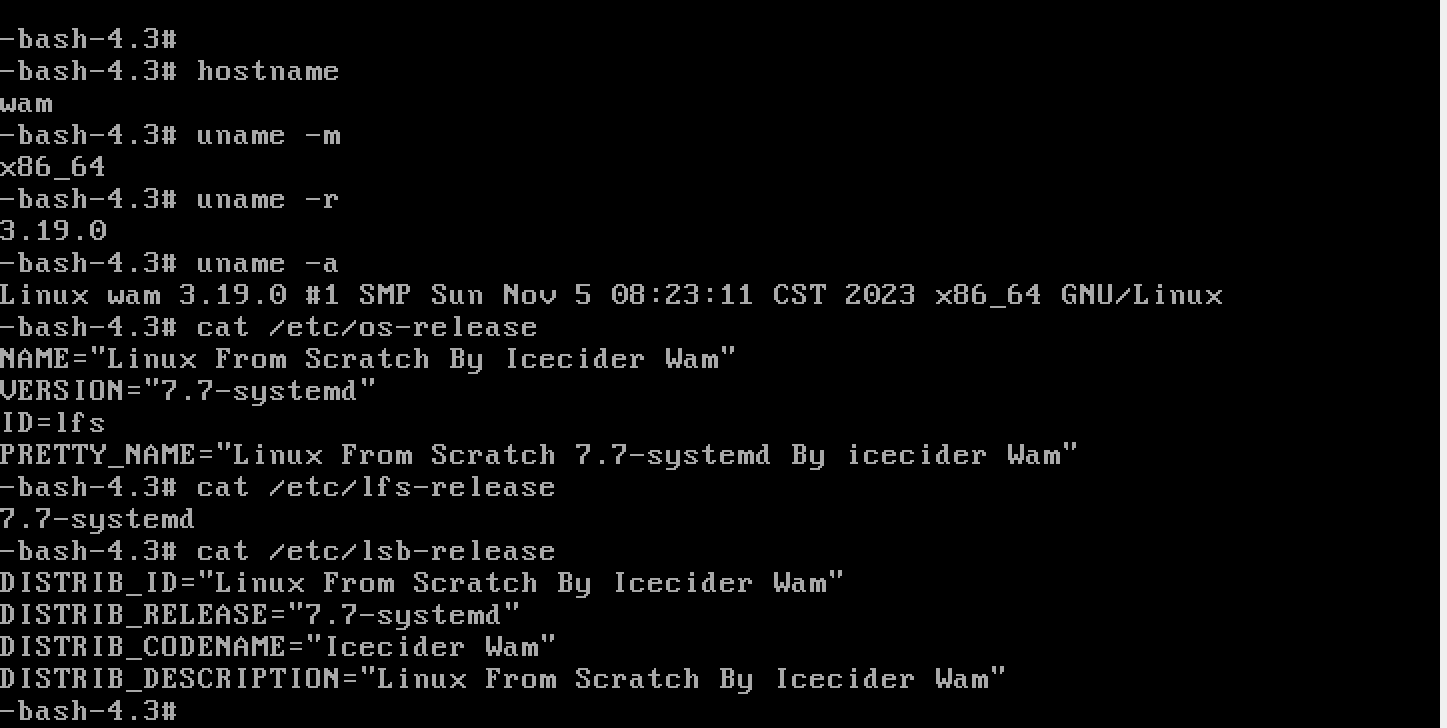 -bash-4.3#
-bash-4.3# hostname
wam
-bash-4.3# uname -m
x86_64
-bash-4.3# uname -r
3.19.0
-bash-4.3# uname -a
Linux wam 3.19.0 #1 SMP Sun Nov 5 08:23:11 CST 2023 x86_64 GNU/Linux
-bash-4.3# cat /etc/os-release
NAME="Linux From Scratch By Icecider Wam"
VERSION="7.7-systemd"
ID=lfs
PRETTY_NAME="Linux From Scratch 7.7-systemd By icecider Wam"
-bash-4.3# cat /etc/lfs-release
7.7-systemd
-bash-4.3# cat /etc/lsb-release
DISTRIB_ID="Linux From Scratch By Icecider Wam"
DISTRIB_RELEASE="7.7-systemd"
DISTRIB_CODENAME="Icecider Wam"
DISTRIB_DESCRIPTION="Linux From Scratch By Icecider Wam"
-bash-4.3#